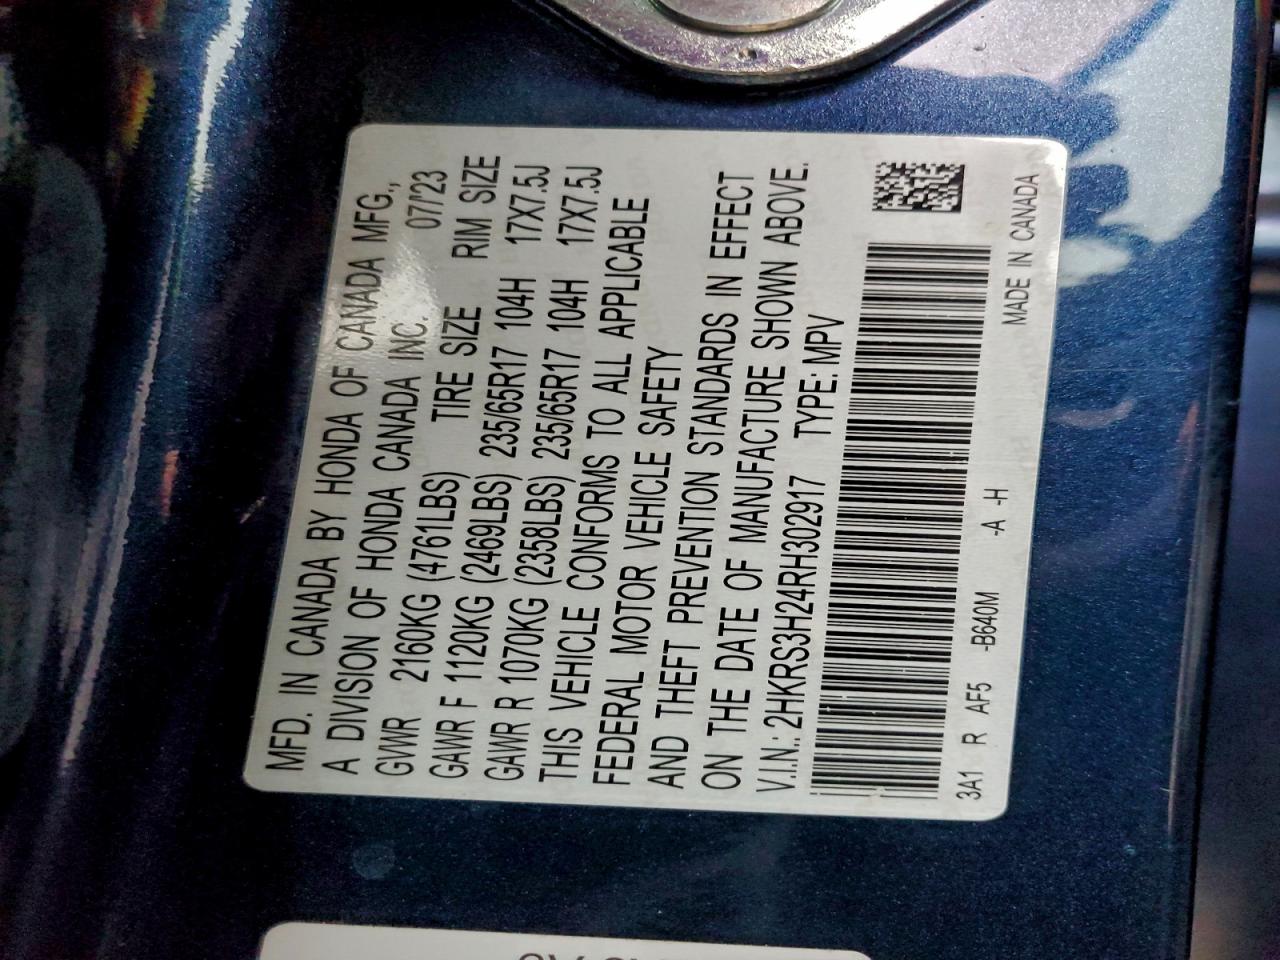 MFD. IN CANADA BY HONDA OF CANADA MFG.,
A DIVISION OF HONDA CANADA INC. 07/'23
GVWR 2160KG (4761LBS) TIRE SIZE RIM SIZE
GAWR F 1120KG (2469LBS) 235/65R17 104H 17X7.5J
GAWR R 1070KG (2358LBS) 235/65R17 104H 17X7.5J
THIS VEHICLE CONFORMS TO ALL APPLICABLE
FEDERAL MOTOR VEHICLE SAFETY
AND THEFT PREVENTION STANDARDS IN EFFECT
ON THE DATE OF MANUFACTURE SHOWN ABOVE.
V.I.N.: 2HKRS3H24RH302917 TYPE: MPV
3A1 R AF5 -B640M -A -H MADE IN CANADA